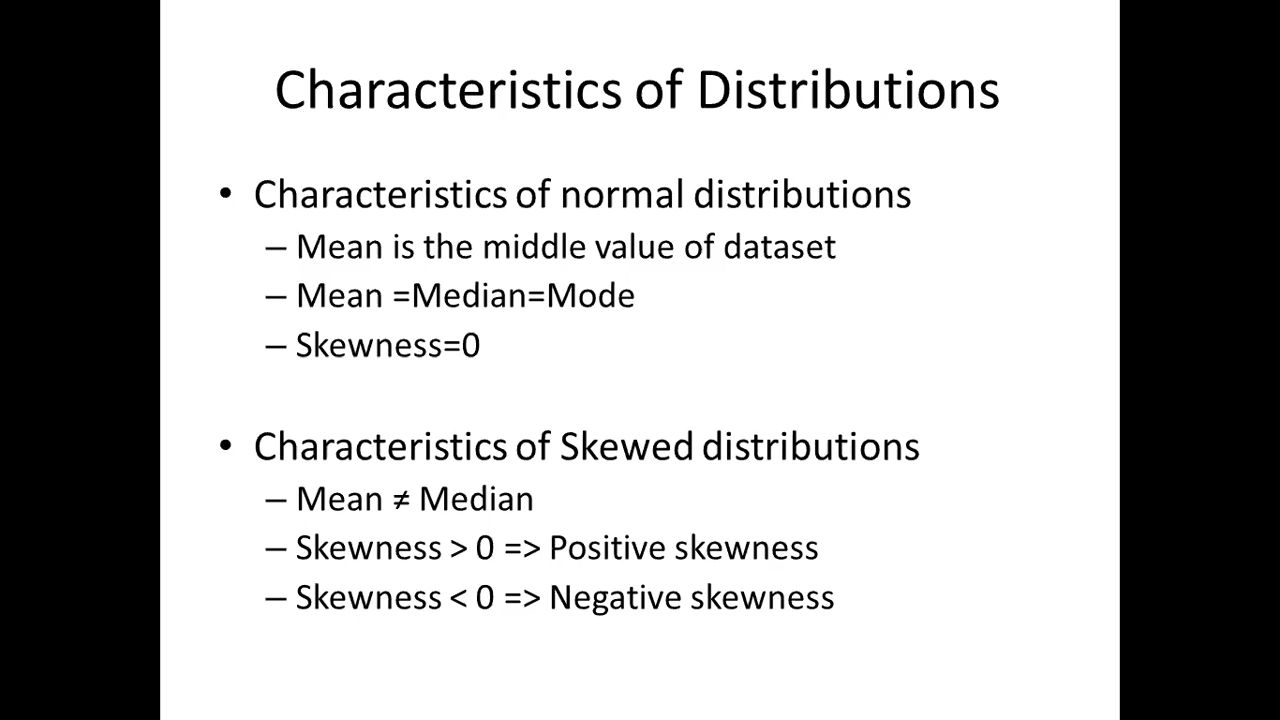 Characteristics of Distributions
• Characteristics of normal distributions
– Mean is the middle value of dataset
– Mean =Median=Mode
– Skewness=0
• Characteristics of Skewed distributions
– Mean ≠ Median
– Skewness > 0 => Positive skewness
– Skewness < 0 => Negative skewness